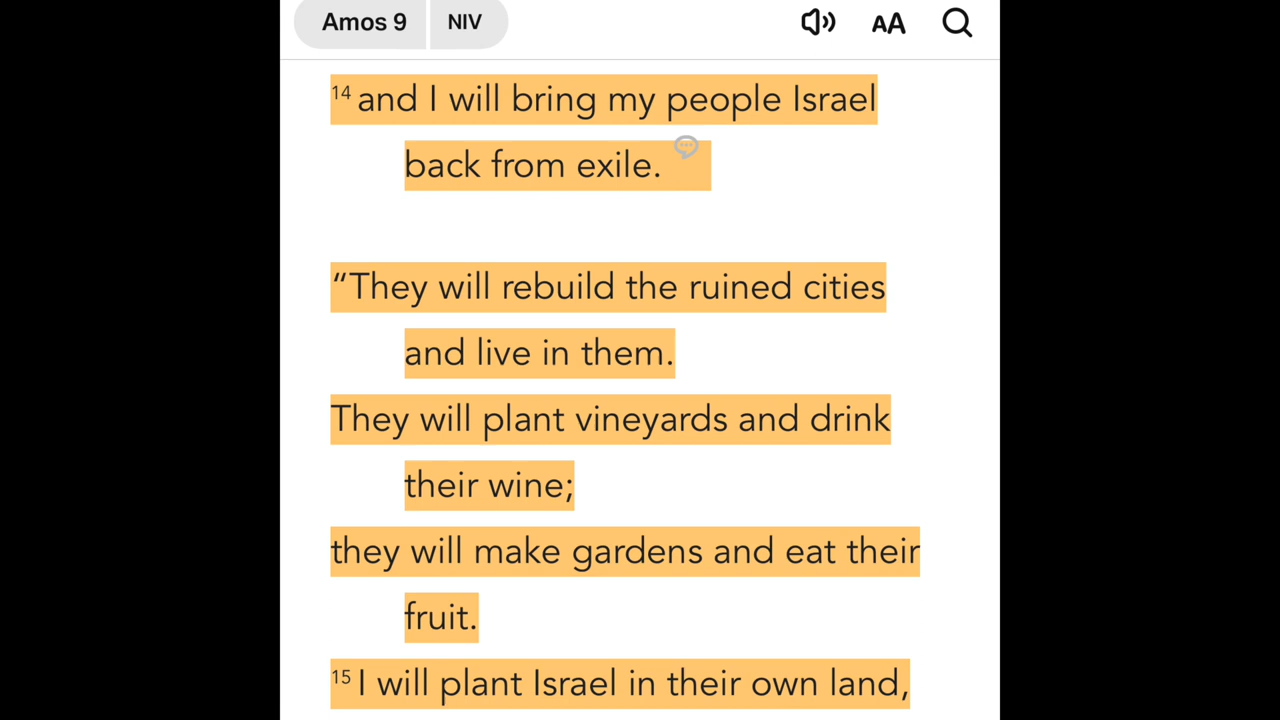 Amos 9 NIV AA
14 and I will bring my people Israel
back from exile.
“They will rebuild the ruined cities
and live in them.
They will plant vineyards and drink
their wine;
they will make gardens and eat their
fruit.
15 I will plant Israel in their own land,